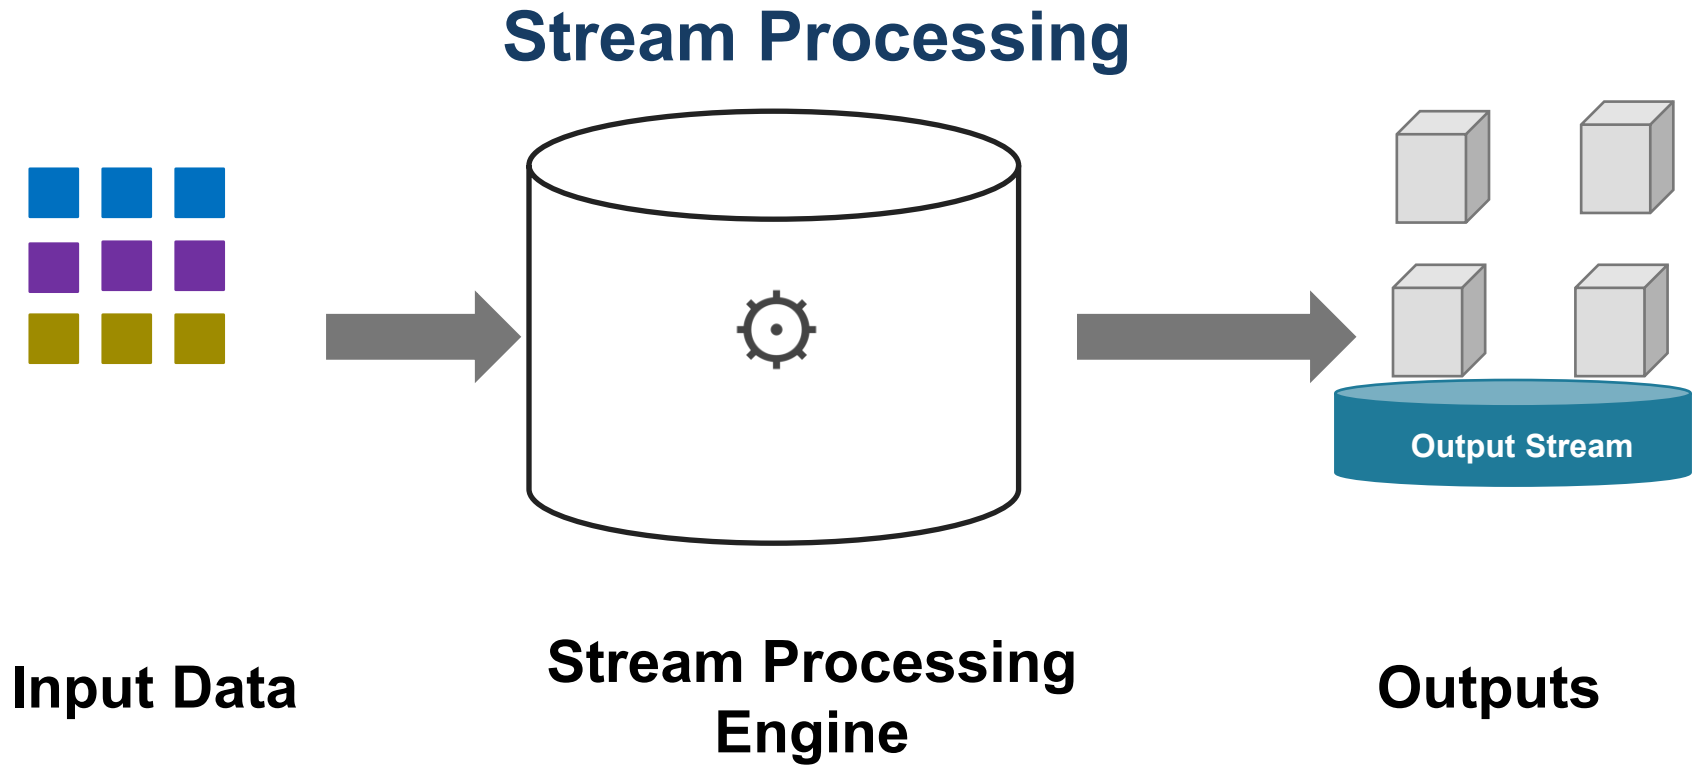 Stream Processing
Output Stream
Input Data
Stream Processing
Engine
Outputs